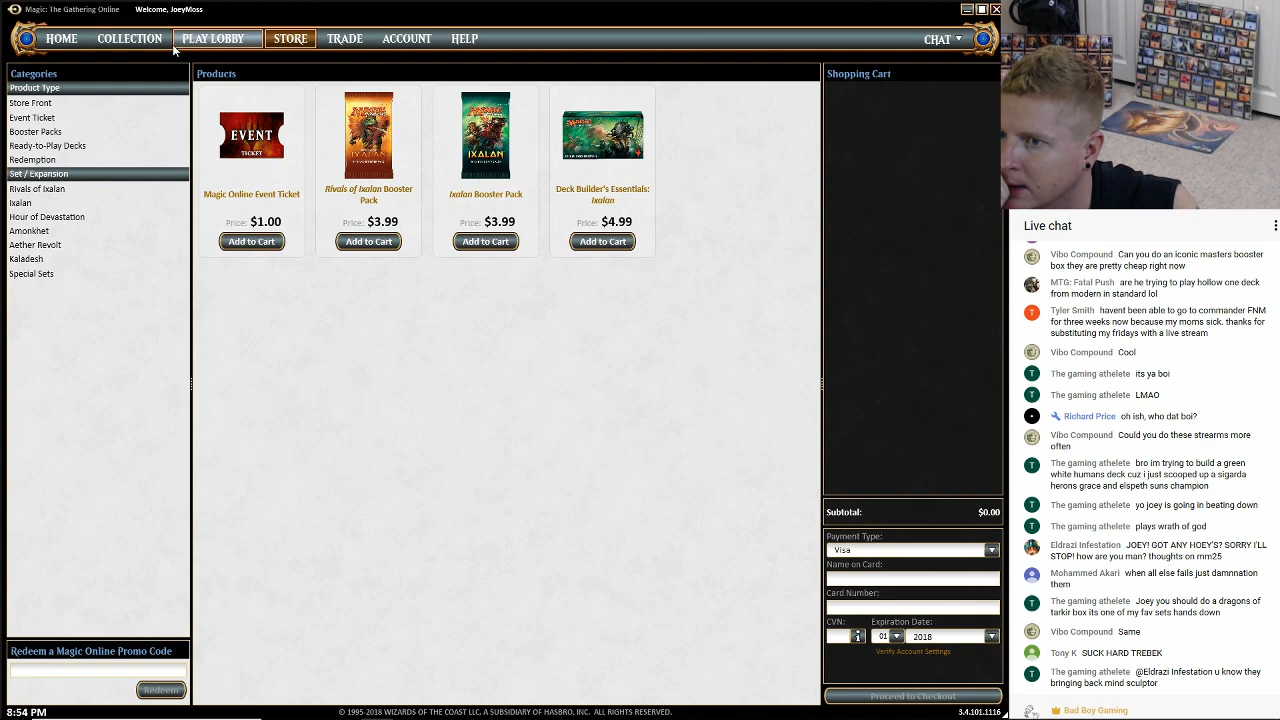 Magic: The Gathering Online Welcome, JoeyMoss
HOME COLLECTION PLAY LOBBY STORE TRADE ACCOUNT HELP CHAT
Categories
Product Type
Store Front
Event Ticket
Booster Packs
Ready-to-Play Decks
Redemption
Set / Expansion
Rivals of Ixalan
Ixalan
Hour of Devastation
Amonkhet
Aether Revolt
Kaladesh
Special Sets
Redeem a Magic Online Promo Code
Redeem
8:54 PM
Products
EVENT
TICKET
Magic Online Event Ticket
Price: $1.00
Add to Cart
IXALAN
Rivals of Ixalan Booster
Pack
Price: $3.99
Add to Cart
IXALAN
Ixalan Booster Pack
Price: $3.99
Add to Cart
Deck Builder's Essentials:
Ixalan
Price: $4.99
Add to Cart
Shopping Cart
Subtotal: $0.00
Payment Type:
Visa
Name on Card:
Card Number:
CVN: Expiration Date:
01 2018
Verify Account Settings
Proceed to Checkout
© 1995-2018 WIZARDS OF THE COAST LLC, A SUBSIDIARY OF HASBRO, INC. ALL RIGHTS RESERVED.
3.4.101.1116
Live chat
Vibo Compound Can you do an iconic masters booster
box they are pretty cheap right now
MTG: Fatal Push are he trying to play hollow one deck
from modern in standard lol
Tyler Smith havent been able to go to commander FNM
for three weeks now because my moms sick. thanks for
substituting my fridays with a live stream
Vibo Compound Cool
The gaming athelete its ya boi
The gaming athelete LMAO
Richard Price oh ish, who dat boi?
Vibo Compound Could you do these strearms more
often
The gaming athelete bro im trying to build a green
white humans deck cuz i just scooped up a sigarda
herons grace and elspeth suns champion
The gaming athelete yo joey is going in beating down
The gaming athelete plays wrath of god
Eldrazi Infestation JOEY! GOT ANY HOEY'S? SORRY I'LL
STOP! how are you man? thoughts on mm25
Mohammed Akari when all else fails just damnnation
them
The gaming athelete Joey you should do a dragons of
tarkir box its one of my fav sets hands down
Vibo Compound Same
Tony K SUCK HARD TREBEK
The gaming athelete @Eldrazi Infestation u know they
bringing back mind sculptor
Bad Boy Gaming